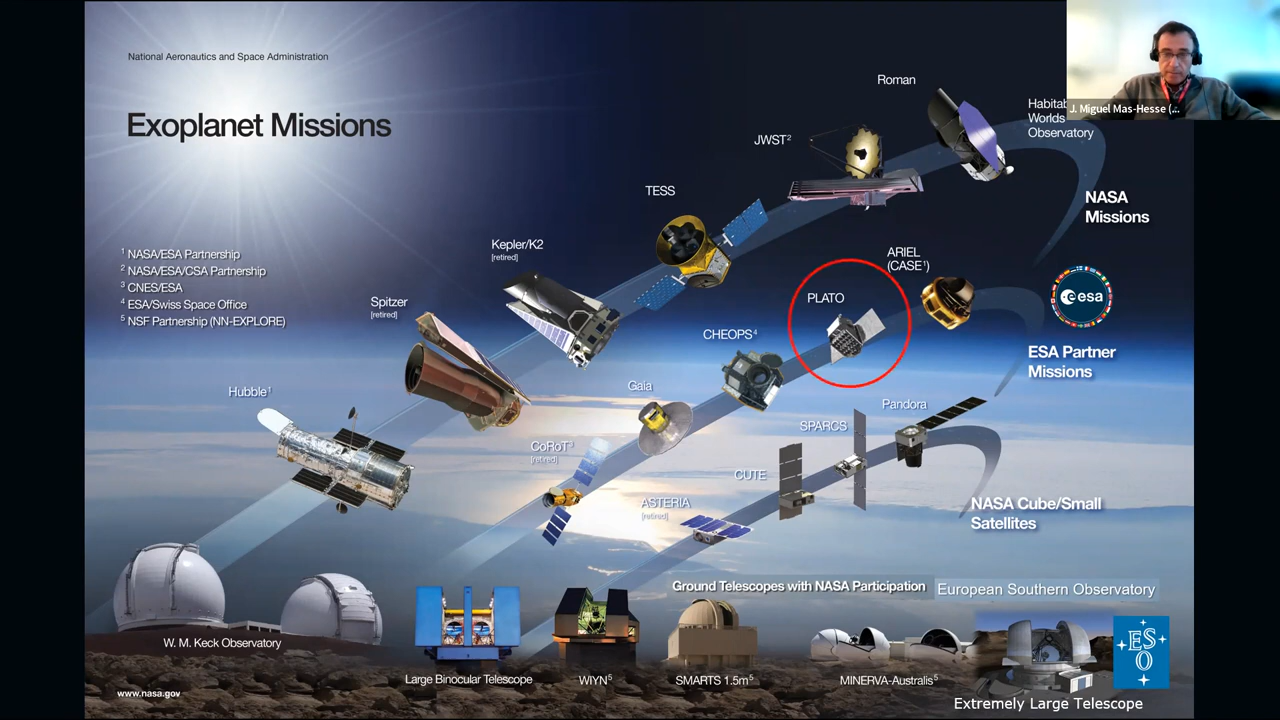 National Aeronautics and Space Administration
Exoplanet Missions
¹ NASA/ESA Partnership
² NASA/ESA/CSA Partnership
³ CNES/ESA
⁴ ESA/Swiss Space Office
⁵ NSF Partnership (NN-EXPLORE)
Hubble¹
Spitzer
[retired]
Kepler/K2
[retired]
TESS
JWST²
Roman
Worlds
Observatory
J. Miguel Mas-Hesse (...
NASA
Missions
CoRoT³
[retired]
Gaia
CHEOPS⁴
PLATO
ARIEL
(CASE¹)
esa
ESA Partner
Missions
ASTERIA
[retired]
CUTE
SPARCS
Pandora
NASA Cube/Small
Satellites
Ground Telescopes with NASA Participation
European Southern Observatory
W. M. Keck Observatory
Large Binocular Telescope
WIYN⁵
SMARTS 1.5m⁵
MINERVA-Australis⁵
ESO
Extremely Large Telescope
www.nasa.gov